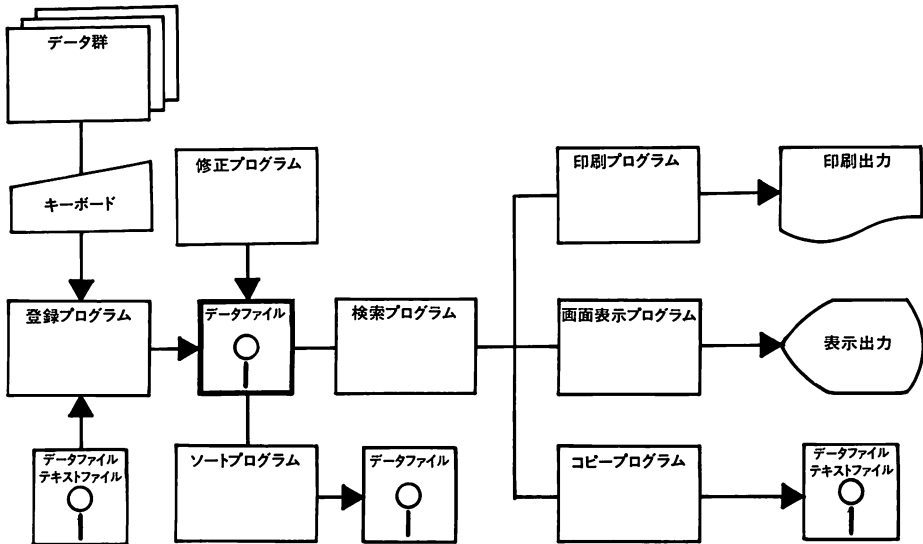 データ群
キーボード
修正プログラム
印刷プログラム
印刷出力
登録プログラム
データファイル
検索プログラム
画面表示プログラム
表示出力
データファイル
テキストファイル
ソートプログラム
データファイル
コピープログラム
データファイル
テキストファイル